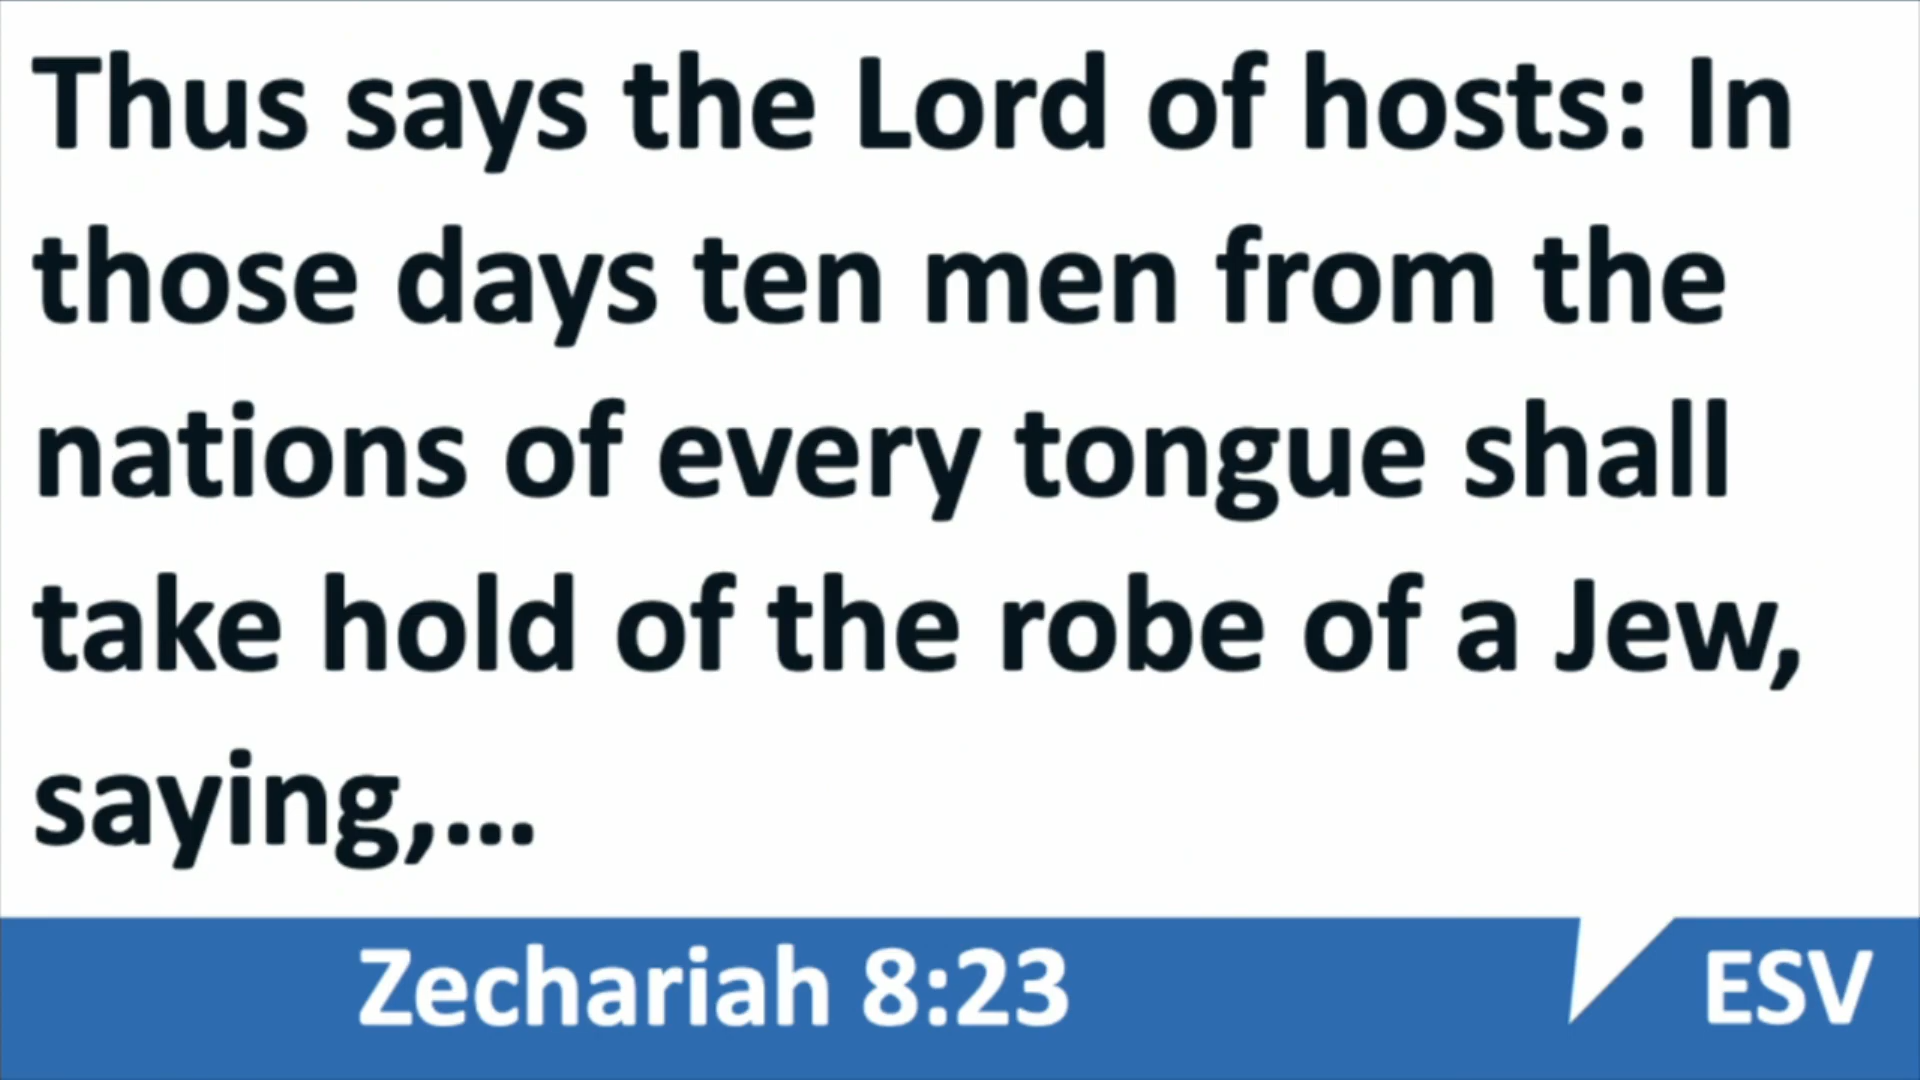 Thus says the Lord of hosts: In
those days ten men from the
nations of every tongue shall
take hold of the robe of a Jew,
saying,...
Zechariah 8:23
ESV